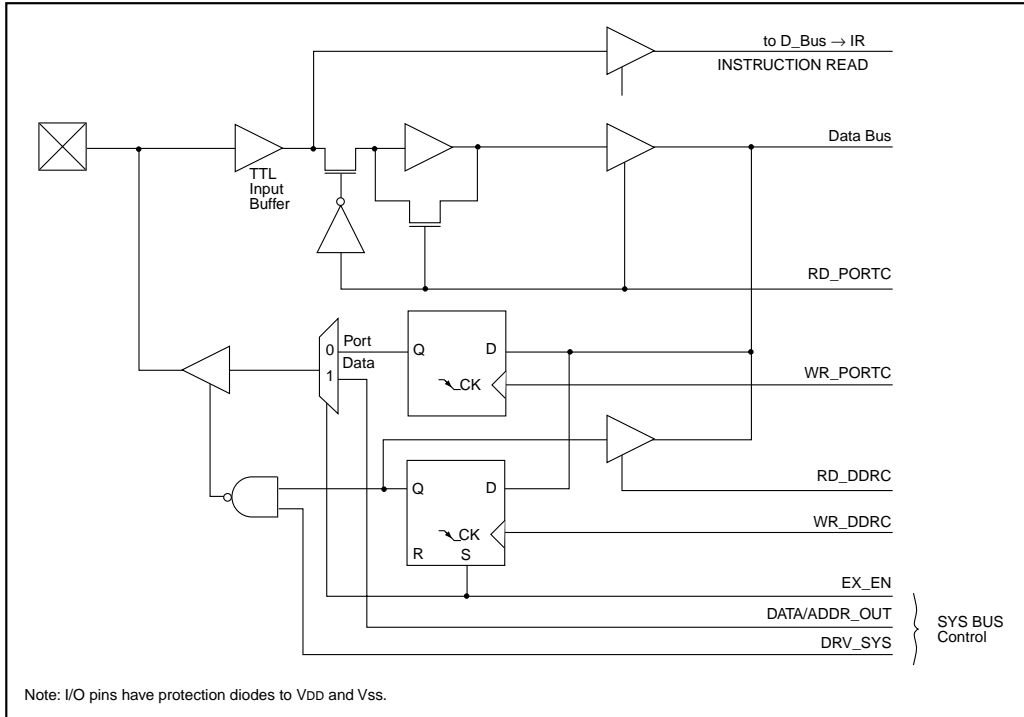 to D_Bus → IR
INSTRUCTION READ
Data Bus
TTL
Input
Buffer
RD_PORTC
0
Port
1
Data
Q
D
CK
WR_PORTC
RD_DDRC
Q
D
CK
R
S
WR_DDRC
EX_EN
DATA/ADDR_OUT
DRV_SYS
SYS BUS
Control
Note: I/O pins have protection diodes to VDD and Vss.